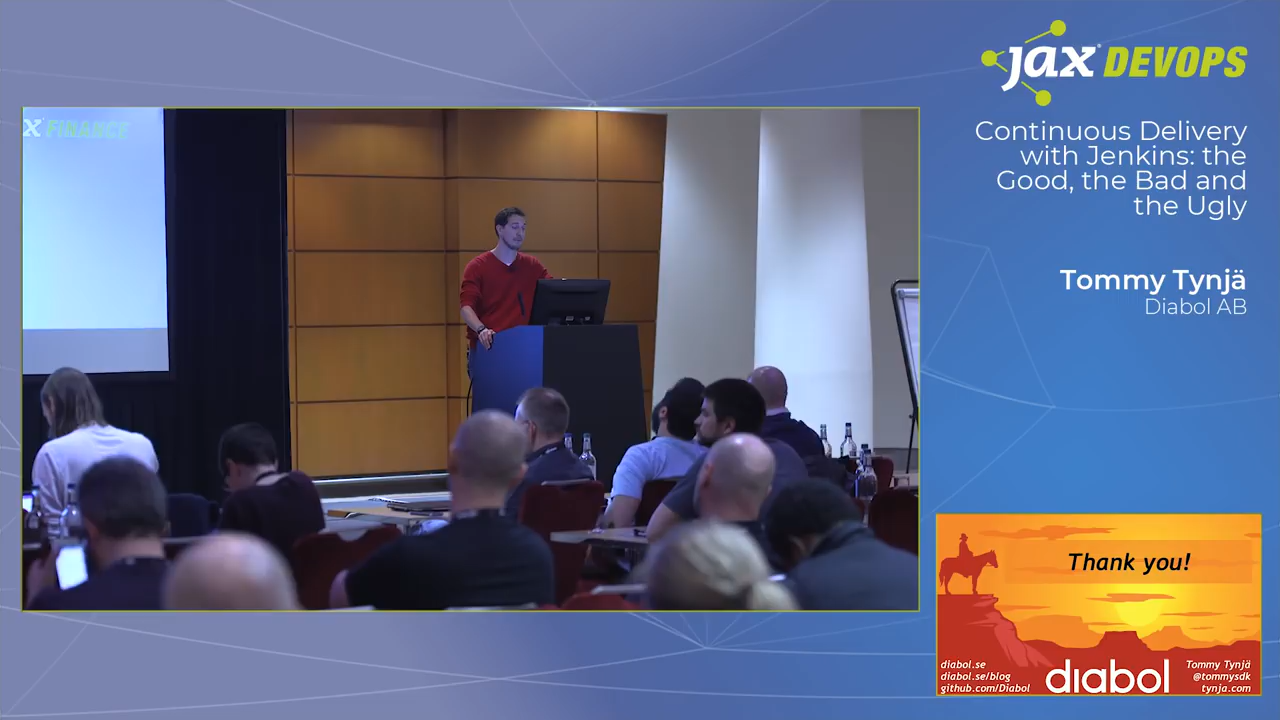 JAX DEVOPS
Continuous Delivery
with Jenkins: the
Good, the Bad and
the Ugly
Tommy Tynjä
Diabol AB
X FINANCE
Thank you!
diabol.se
diabol.se/blog
github.com/Diabol
diabol
Tommy Tynjä
@tommysdk
tynja.com